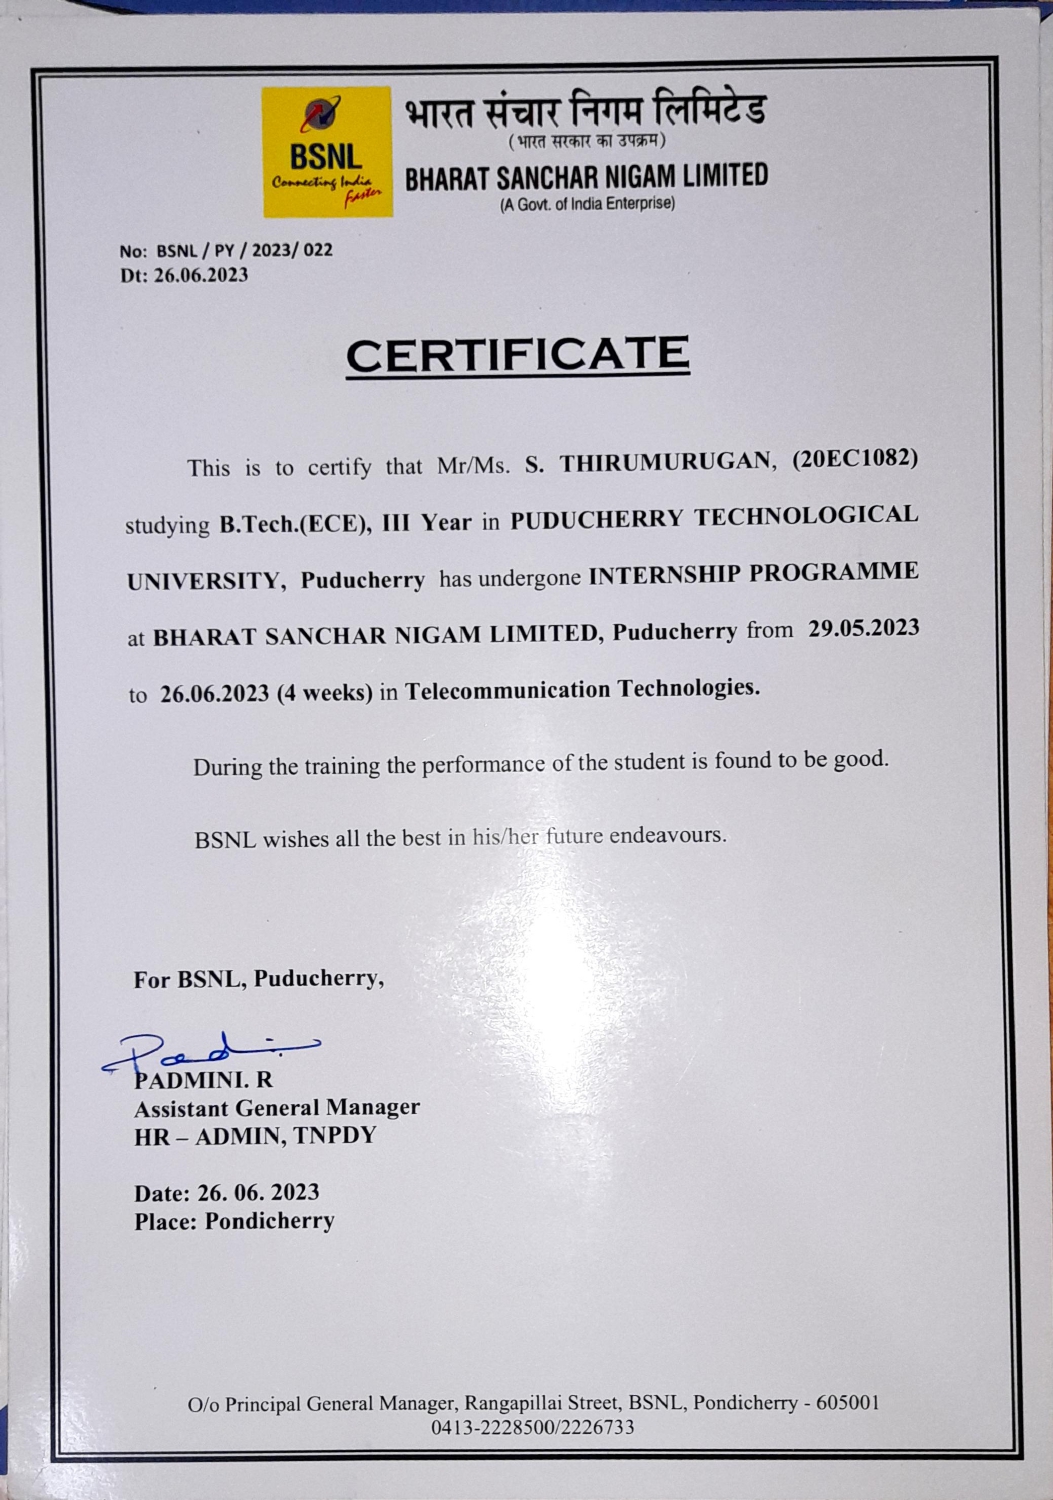 BSNL
Connecting India
Faster
भारत संचार निगम लिमिटेड
(भारत सरकार का उपक्रम)
BHARAT SANCHAR NIGAM LIMITED
(A Govt. of India Enterprise)
No: BSNL / PY / 2023/ 022
Dt: 26.06.2023
CERTIFICATE
This is to certify that Mr/Ms. S. THIRUMURUGAN, (20EC1082)
studying B.Tech.(ECE), III Year in PUDUCHERRY TECHNOLOGICAL
UNIVERSITY, Puducherry has undergone INTERNSHIP PROGRAMME
at BHARAT SANCHAR NIGAM LIMITED, Puducherry from 29.05.2023
to 26.06.2023 (4 weeks) in Telecommunication Technologies.
During the training the performance of the student is found to be good.
BSNL wishes all the best in his/her future endeavours.
For BSNL, Puducherry,
Padmini
PADMINI. R
Assistant General Manager
HR – ADMIN, TNPDY
Date: 26. 06. 2023
Place: Pondicherry
O/o Principal General Manager, Rangapillai Street, BSNL, Pondicherry - 605001
0413-2228500/2226733